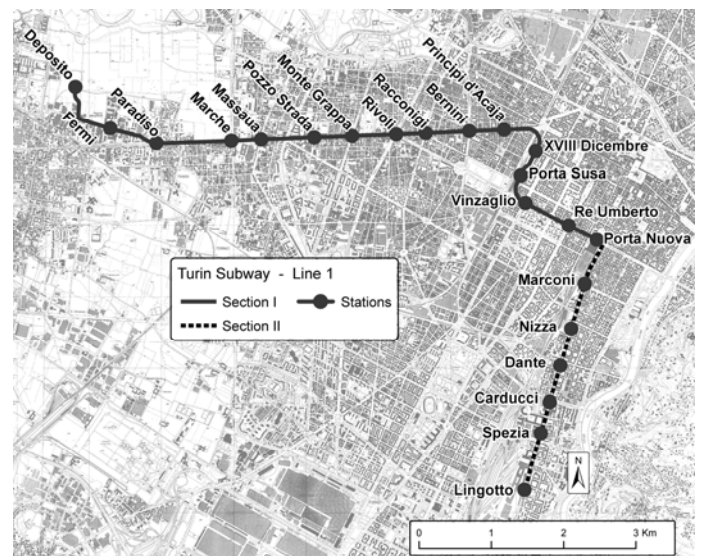 Deposito
Fermi
Paradiso
Marche
Massaua
Pozzo Strada
Monte Grappa
Rivoli
Racconigi
Bernini
Principi d'Acaja
XVIII Dicembre
Porta Susa
Vinzaglio
Re Umberto
Porta Nuova
Marconi
Nizza
Dante
Carducci
Spezia
Lingotto
Turin Subway - Line 1
Section I
Stations
Section II
N
0 1 2 3 Km